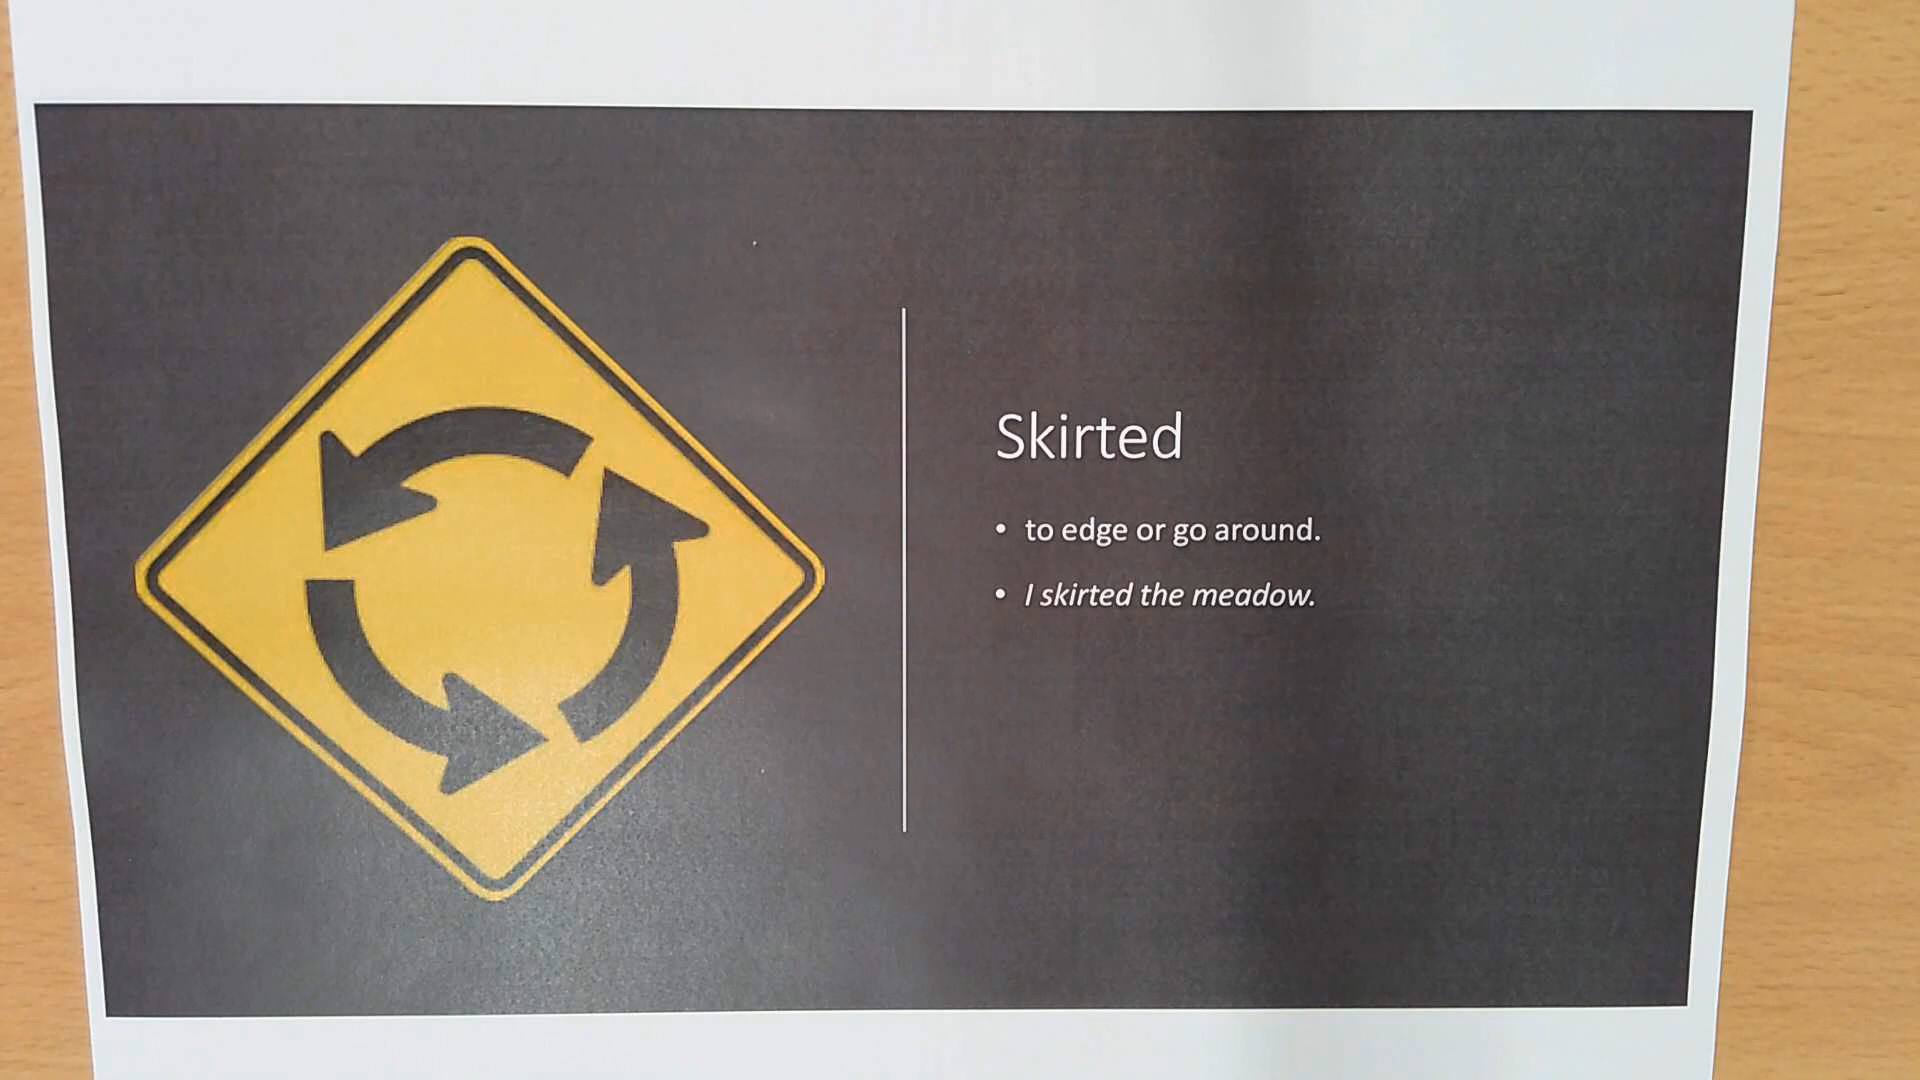 Skirted
• to edge or go around.
• I skirted the meadow.